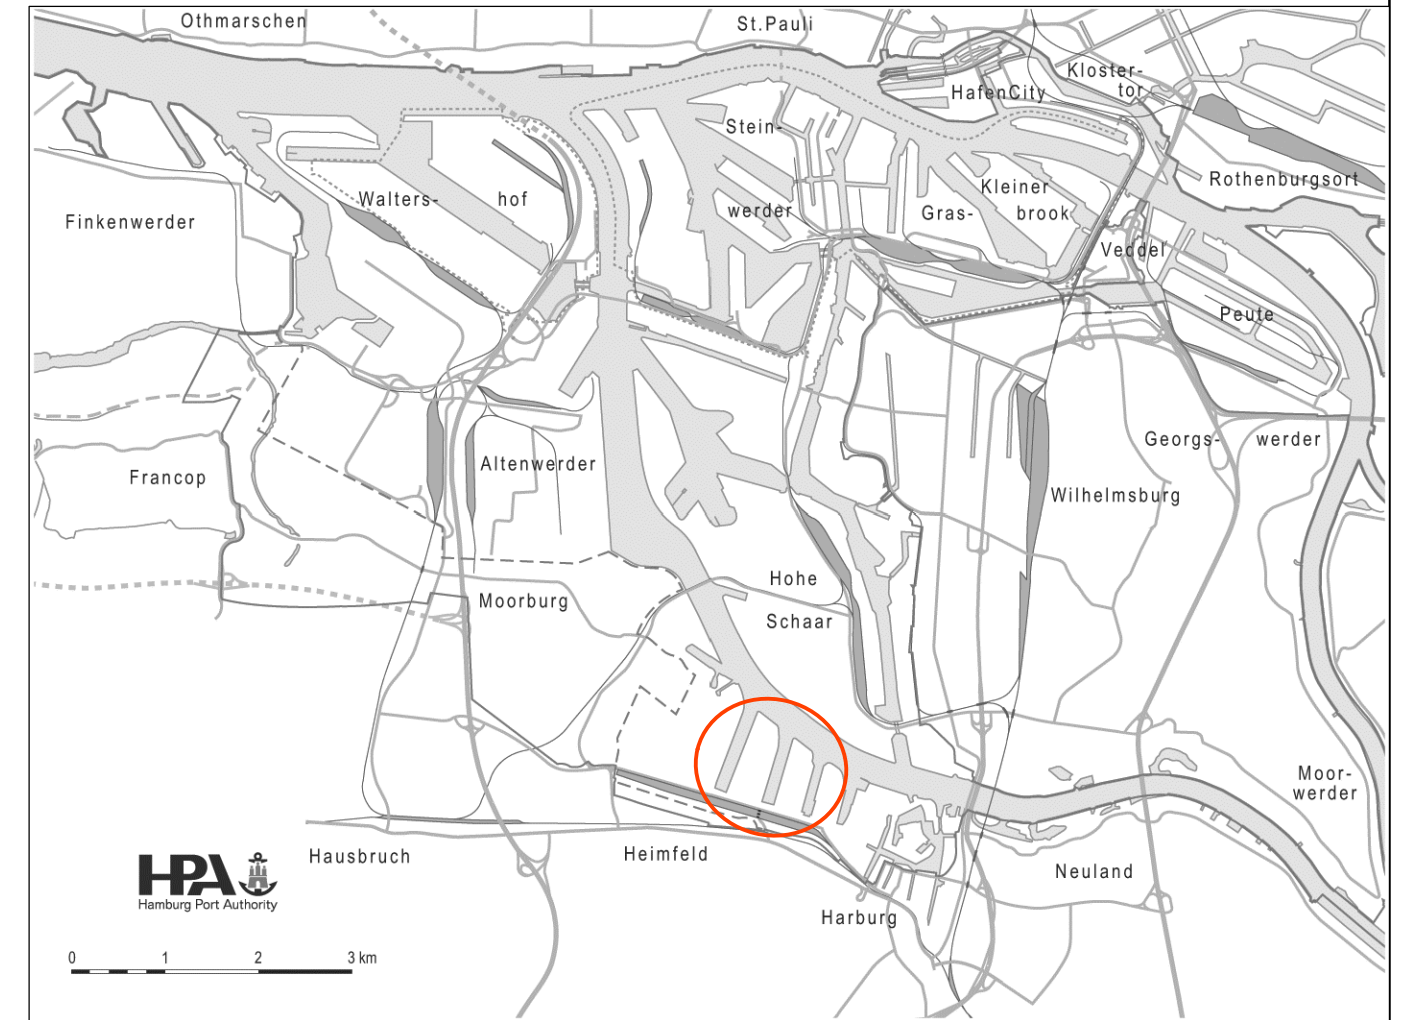 Othmarschen
St.Pauli
Kloster-
tor
HafenCity
Stein-
werder
Rothenburgsort
Kleiner
Gras-
brook
Walters-
hof
Finkenwerder
Veddel
Peute
Georgs-
werder
Altenwerder
Francop
Wilhelmsburg
Hohe
Schaar
Moorburg
Moor-
werder
Hausbruch
Heimfeld
Neuland
Harburg
HPA
Hamburg Port Authority
0 1 2 3 km